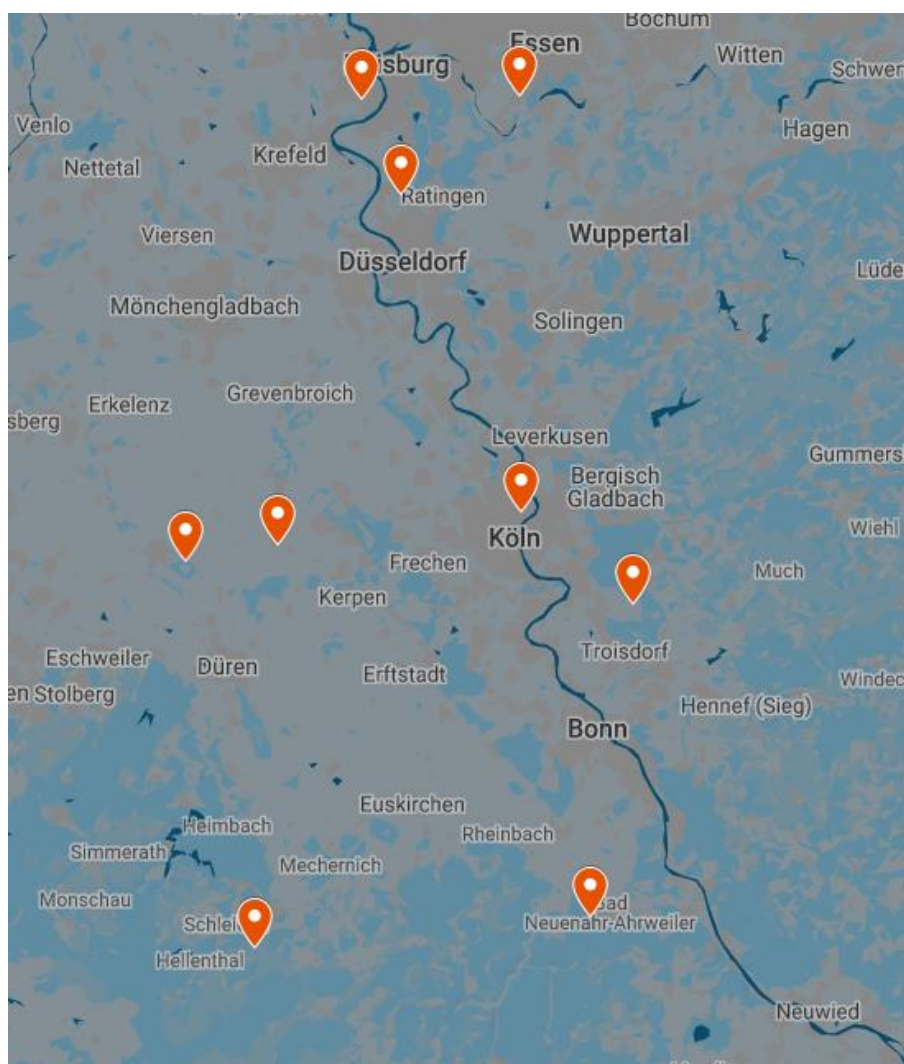 Bochum
Essen
isburg
Witten
Schwer
Venlo
Hagen
Krefeld
Nettetal
Ratingen
Viersen
Wuppertal
Düsseldorf
Lüde
Mönchengladbach
Solingen
Grevenbroich
Erkelenz
sberg
Leverkusen
Gummers
Bergisch
Gladbach
Wiehl
Köln
Frechen
Much
Kerpen
Troisdorf
Eschweiler
Düren
Erftstadt
Windec
en Stolberg
Hennef (Sieg)
Bonn
Euskirchen
Heimbach
Rheinbach
Simmerath
Mechernich
Monschau
Bad
Neuenahr-Ahrweiler
Schlei
Hellenthal
Neuwied